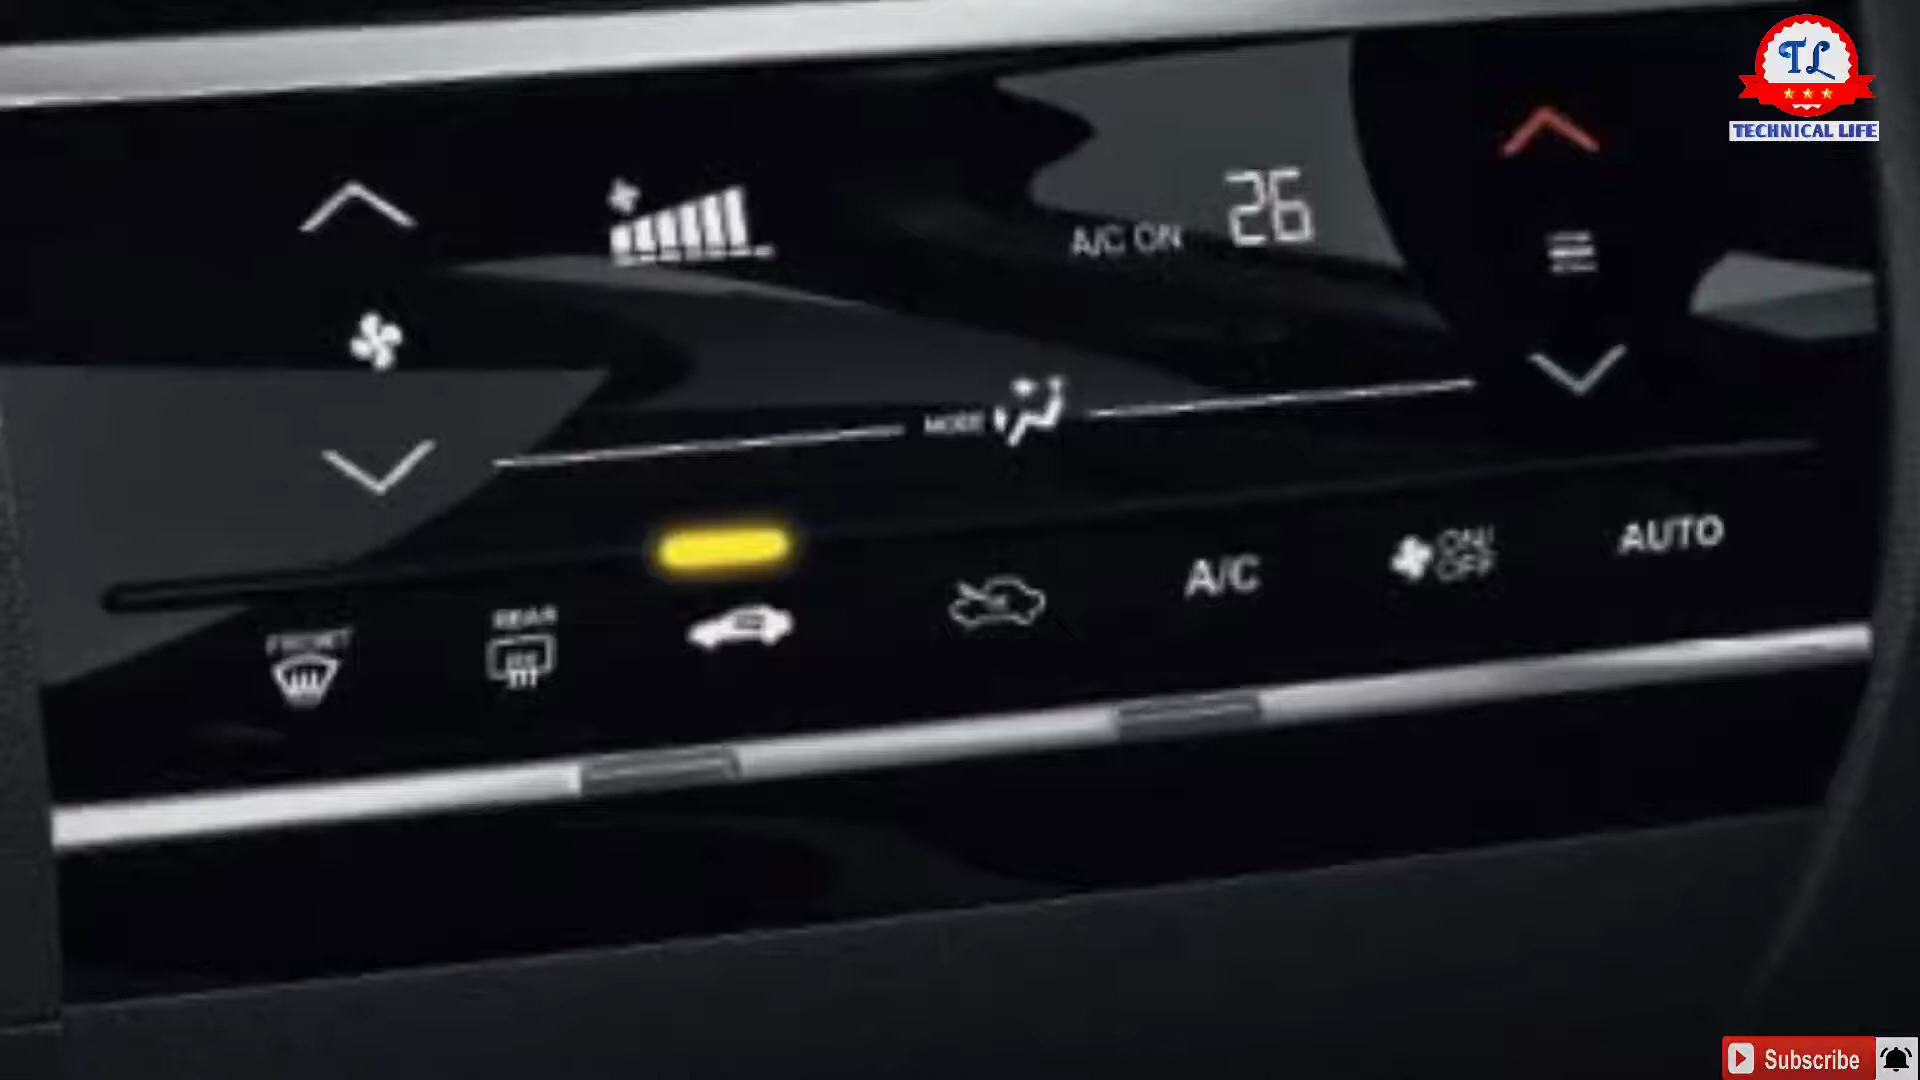 TL
TECHNICAL LIFE
26
A/C ON
MODE
FRONT
REAR
A/C
ON/
OFF
AUTO
Subscribe